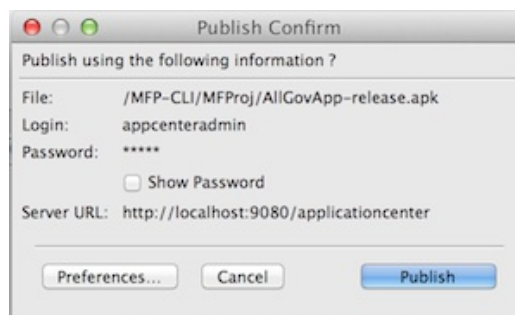 Publish Confirm
Publish using the following information ?
File: /MFP-CLI/MFProj/AllGovApp-release.apk
Login: appcenteradmin
Password: *****
Show Password
Server URL: http://localhost:9080/applicationcenter
Preferences... Cancel Publish